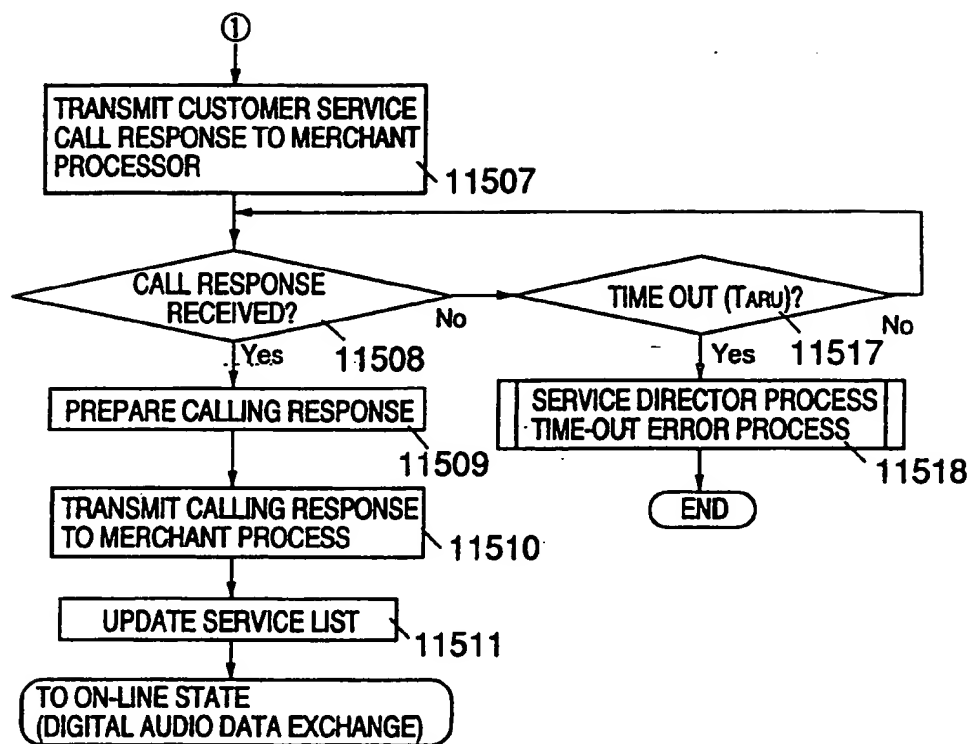 ①
TRANSMIT CUSTOMER SERVICE
CALL RESPONSE TO MERCHANT
PROCESSOR
11507
CALL RESPONSE
RECEIVED?
11508
No
Yes
TIME OUT (TARU)?
11517
No
Yes
PREPARE CALLING RESPONSE
11509
SERVICE DIRECTOR PROCESS
TIME-OUT ERROR PROCESS
11518
END
TRANSMIT CALLING RESPONSE
TO MERCHANT PROCESS
11510
UPDATE SERVICE LIST
11511
TO ON-LINE STATE
(DIGITAL AUDIO DATA EXCHANGE)